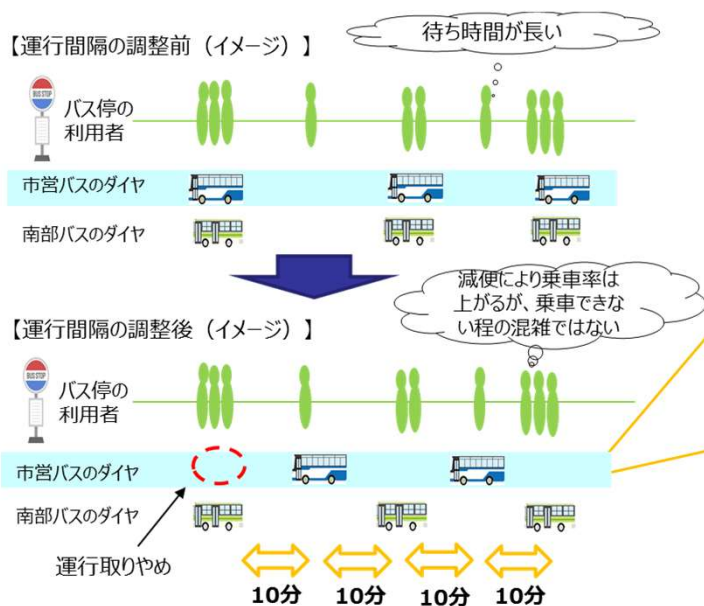 【運行間隔の調整前（イメージ）】
待ち時間が長い
BUS STOP
バス停の
利用者
市営バスのダイヤ
南部バスのダイヤ
減便により乗車率は
上がるが、乗車できな
い程の混雑ではない
【運行間隔の調整後（イメージ）】
BUS STOP
バス停の
利用者
市営バスのダイヤ
南部バスのダイヤ
運行取りやめ
10分 10分 10分 10分